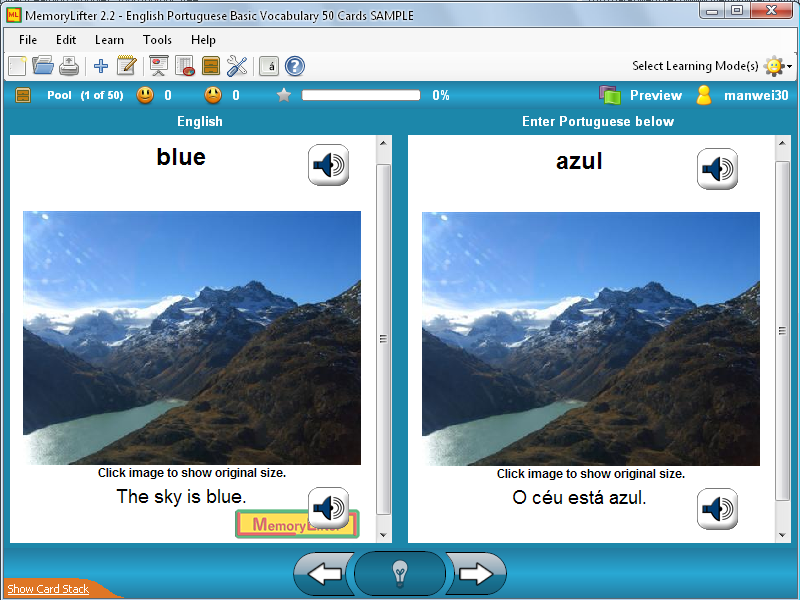 MemoryLifter 2.2 - English Portuguese Basic Vocabulary 50 Cards SAMPLE
File Edit Learn Tools Help
á ? Select Learning Mode(s)
Pool (1 of 50) 0 0 0% Preview manwei30
English
Enter Portuguese below
blue
azul
Click image to show original size.
Click image to show original size.
The sky is blue.
O céu está azul.
Show Card Stack